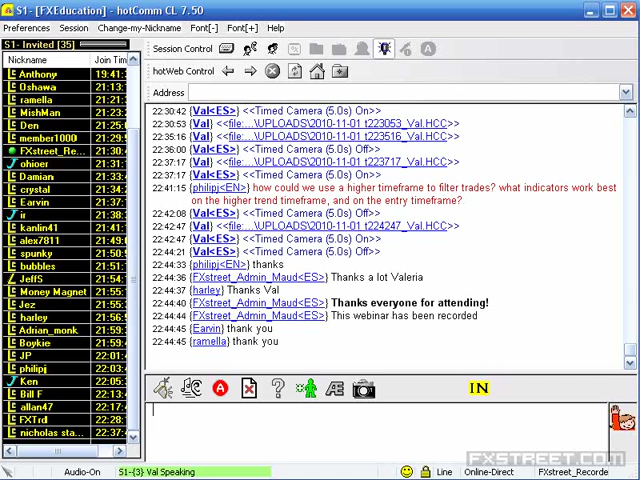 S1- [FXEducation] - hotComm CL 7.50
Preferences Session Change-my-Nickname Font[-] Font[+] Help
S1- Invited [35]
Session Control
hotWeb Control
Address
Nickname Join Tim
Anthony 19:41:
Oshawa 21:13:
ramella 21:21:
MishMan 21:21:
Den 21:25:
member1000 21:29:
FXstreet_Re... 21:29:
ohioer 21:31:
Damian 21:33:
crystal 21:34:
Earvin 21:37:
ir 21:38:
kanlin41 21:41:
alex7811 21:49:
spunky 21:50:
bubbles 21:51:
JeffS 21:54:
Money Magnet 21:55:
Jez 21:55:
harley 21:56:
Adrian_monk 21:59:
Boykie 21:59:
JP 22:01:
philipj 22:03:
Ken 22:05:
Bill F 22:13:
allan47 22:17:
FXTrd 22:28:
nicholas sta... 22:37:
22:30:42 {Val<ES>} <<Timed Camera (5.0s) On>>
22:30:53 {Val} <<file:...\UPLOADS\2010-11-01 t223053_Val.HCC>>
22:35:16 {Val} <<file:...\UPLOADS\2010-11-01 t223516_Val.HCC>>
22:36:00 {Val<ES>} <<Timed Camera (5.0s) Off>>
22:37:17 {Val} <<file:...\UPLOADS\2010-11-01 t223717_Val.HCC>>
22:37:17 {Val<ES>} <<Timed Camera (5.0s) On>>
22:41:15 {philipj<EN>} how could we use a higher timeframe to filter trades? what indicators work best
on the higher trend timeframe, and on the entry timeframe?
22:42:08 {Val<ES>} <<Timed Camera (5.0s) Off>>
22:42:47 {Val} <<file:...\UPLOADS\2010-11-01 t224247_Val.HCC>>
22:42:47 {Val<ES>} <<Timed Camera (5.0s) On>>
22:44:21 {Val<ES>} <<Timed Camera (5.0s) Off>>
22:44:33 {philipj<EN>} thanks
22:44:36 {FXstreet_Admin_Maud<ES>} Thanks a lot Valeria
22:44:37 {harley} Thanks Val
22:44:40 {FXstreet_Admin_Maud<ES>} Thanks everyone for attending!
22:44:44 {FXstreet_Admin_Maud<ES>} This webinar has been recorded
22:44:45 {Earvin} thank you
22:44:45 {ramella} thank you
IN
FXSTREET.COM
Audio-On S1-{3} Val Speaking Line Online-Direct FXstreet_Recorde